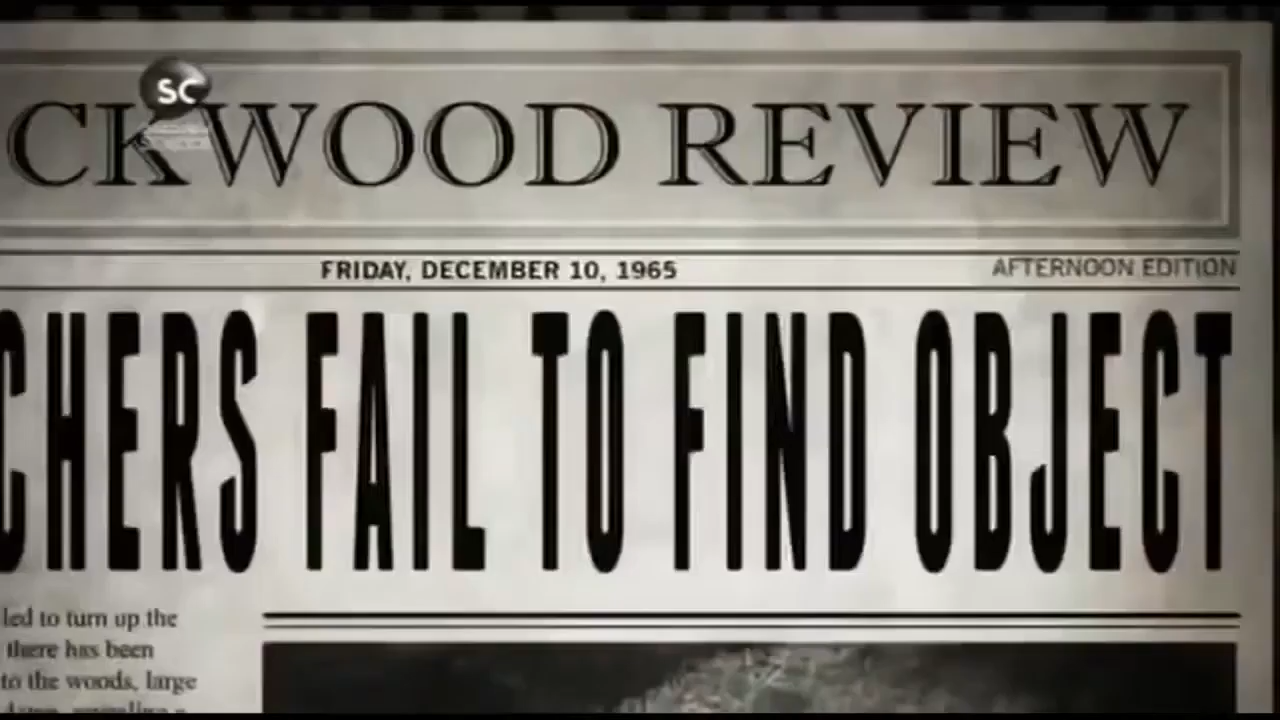 SC
CKWOOD REVIEW
FRIDAY, DECEMBER 10, 1965
AFTERNOON EDITION
CHERS FAIL TO FIND OBJECT
led to turn up the
there has been
to the woods, large